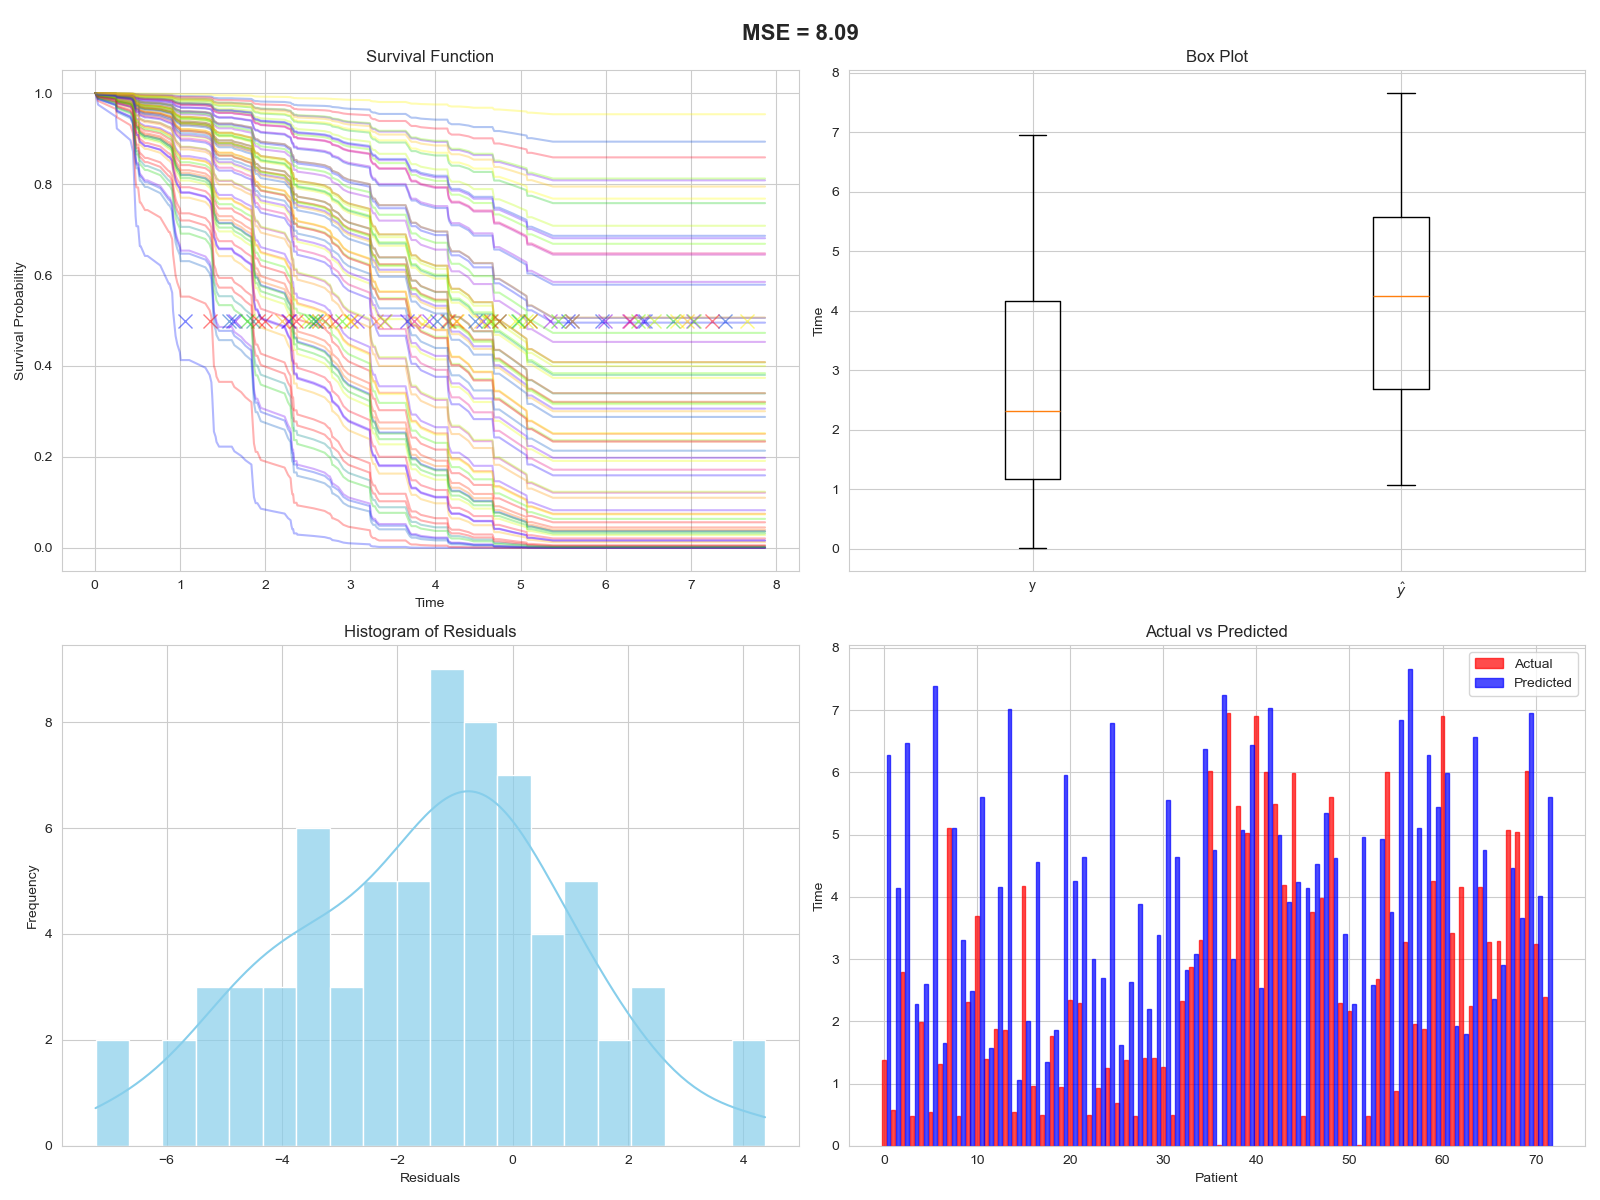 MSE = 8.09
Survival Function
Survival Probability
1.0
0.8
0.6
0.4
0.2
0.0
0 1 2 3 4 5 6 7 8
Time
Box Plot
Time
8
7
6
5
4
3
2
1
0
y ŷ
Histogram of Residuals
Frequency
8
6
4
2
0
−6 −4 −2 0 2 4
Residuals
Actual vs Predicted
Time
8
7
6
5
4
3
2
1
0
Actual
Predicted
0 10 20 30 40 50 60 70
Patient